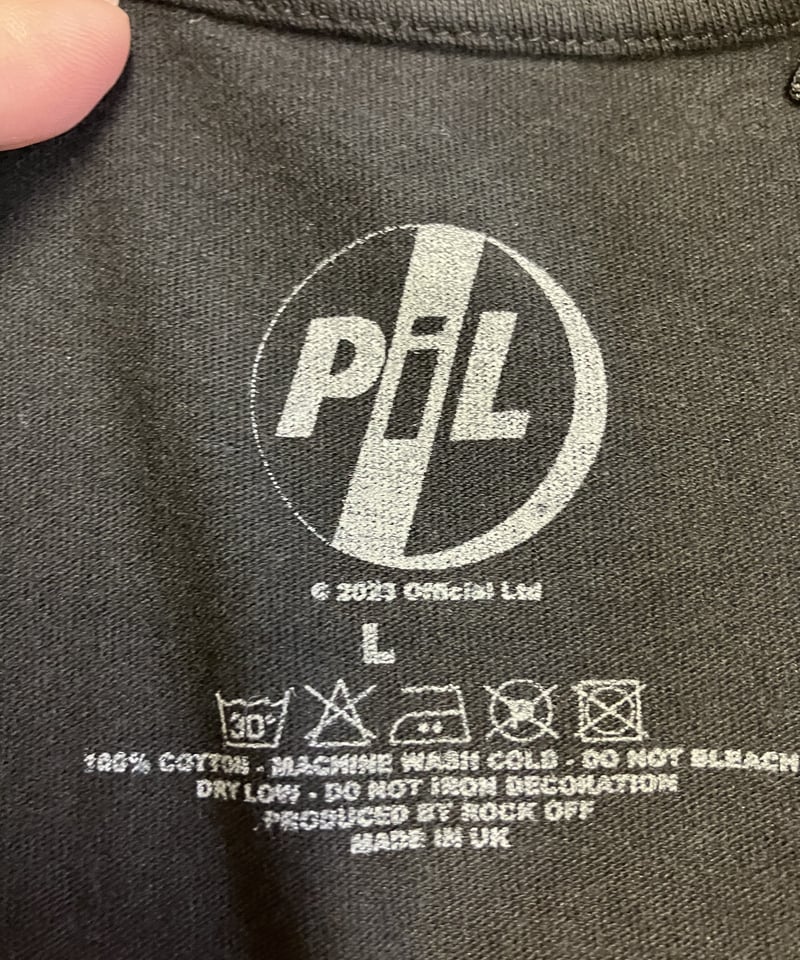 PiL
© 2023 Official Ltd
L
30°
100% COTTON - MACHINE WASH COLD - DO NOT BLEACH
DRY LOW - DO NOT IRON DECORATION
PRODUCED BY ROCK OFF
MADE IN UK